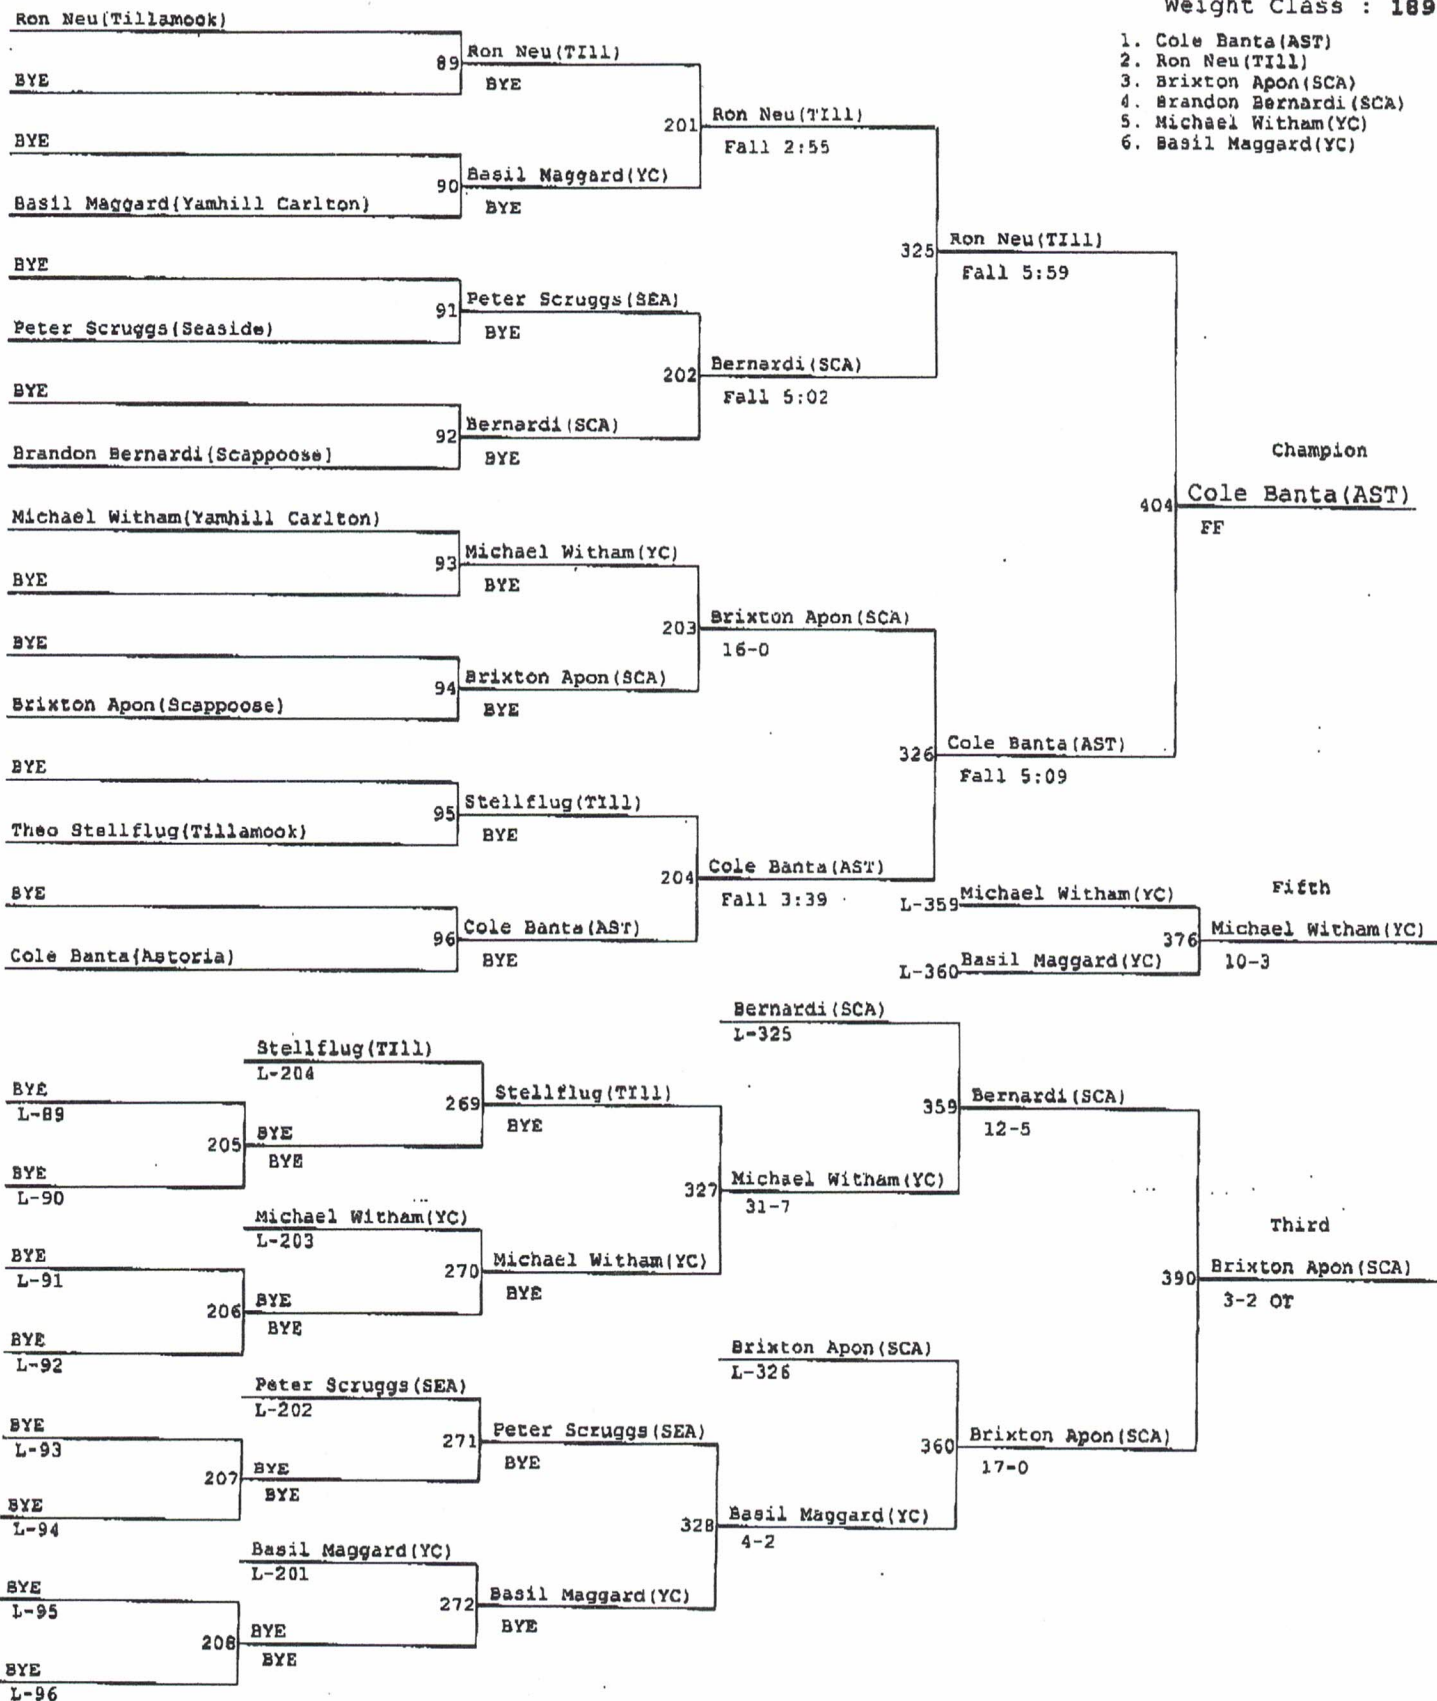 Weight Class : 189
1. Cole Banta(AST)
2. Ron Neu(TIll)
3. Brixton Apon(SCA)
4. Brandon Bernardi(SCA)
5. Michael Witham(YC)
6. Basil Maggard(YC)
Ron Neu(Tillamook)
89
Ron Neu(TIll)
BYE
BYE
201
Ron Neu(TIll)
Fall 2:55
BYE
90
Basil Maggard(YC)
BYE
Basil Maggard(Yamhill Carlton)
325
Ron Neu(TIll)
Fall 5:59
BYE
91
Peter Scruggs(SEA)
BYE
Peter Scruggs(Seaside)
202
Bernardi(SCA)
Fall 5:02
BYE
92
Bernardi(SCA)
BYE
Brandon Bernardi(Scappoose)
Champion
404
Cole Banta(AST)
FF
Michael Witham(Yamhill Carlton)
93
Michael Witham(YC)
BYE
BYE
203
Brixton Apon(SCA)
16-0
BYE
94
Brixton Apon(SCA)
BYE
Brixton Apon(Scappoose)
326
Cole Banta(AST)
Fall 5:09
BYE
95
Stellflug(TIll)
BYE
Theo Stellflug(Tillamook)
204
Cole Banta(AST)
Fall 3:39
BYE
96
Cole Banta(AST)
BYE
Cole Banta(Astoria)
Fifth
L-359
Michael Witham(YC)
376
Michael Witham(YC)
10-3
L-360
Basil Maggard(YC)
Bernardi(SCA)
L-325
Stellflug(TIll)
L-204
BYE
L-89
269
Stellflug(TIll)
BYE
359
Bernardi(SCA)
12-5
205
BYE
BYE
BYE
L-90
327
Michael Witham(YC)
31-7
Michael Witham(YC)
L-203
Third
BYE
L-91
270
Michael Witham(YC)
BYE
390
Brixton Apon(SCA)
3-2 OT
206
BYE
BYE
BYE
L-92
Brixton Apon(SCA)
L-326
Peter Scruggs(SEA)
L-202
BYE
L-93
271
Peter Scruggs(SEA)
BYE
360
Brixton Apon(SCA)
17-0
207
BYE
BYE
BYE
L-94
328
Basil Maggard(YC)
4-2
Basil Maggard(YC)
L-201
BYE
L-95
272
Basil Maggard(YC)
BYE
208
BYE
BYE
BYE
L-96